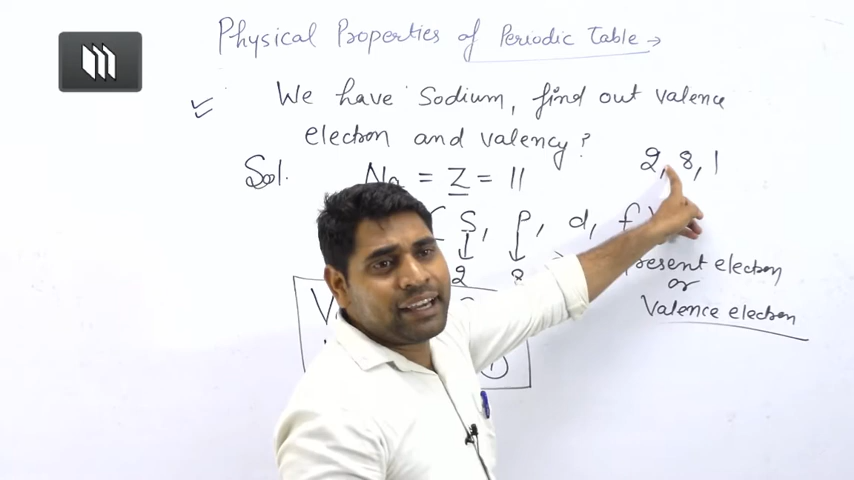 Physical Properties of Periodic Table →
We have Sodium, find out valence
electron and valency?
Sol. Na = Z = 11
2, 8, 1
S, P, d, f
2 8
present electron
or
Valence electron
V
1